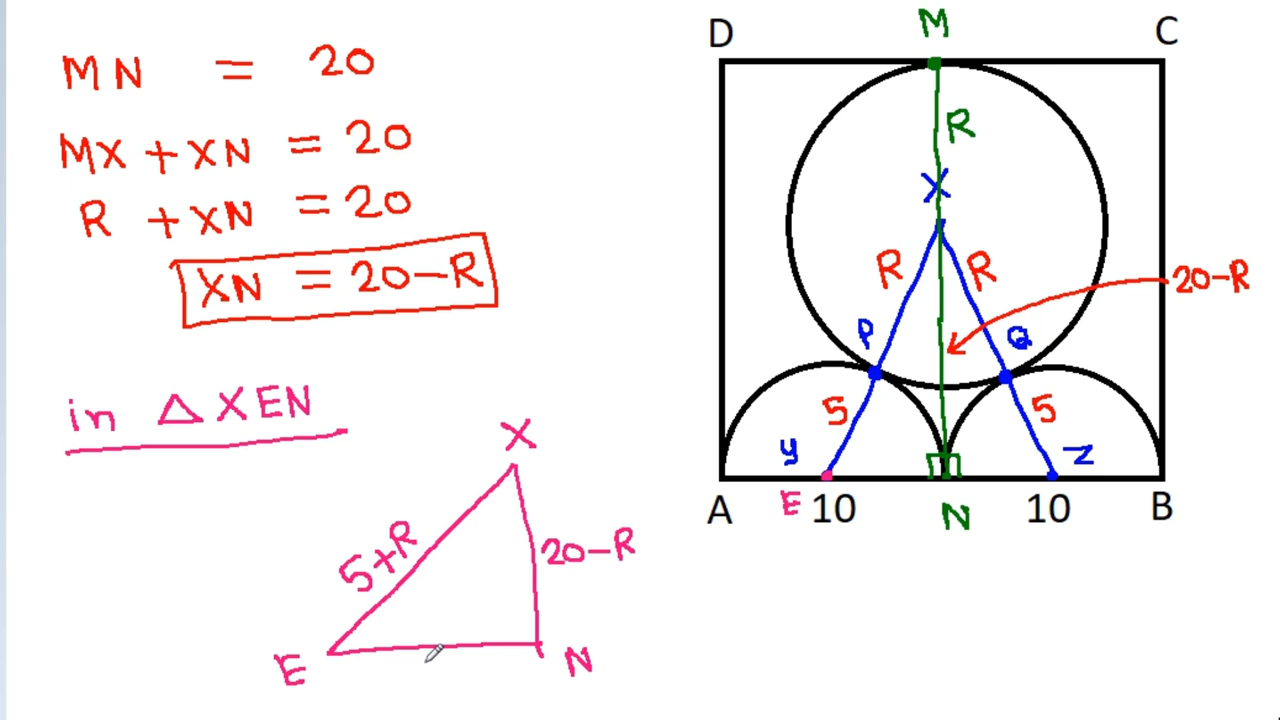 MN = 20
MX + XN = 20
R + XN = 20
XN = 20-R
in △ XEN
X
5+R
20-R
E
N
D
M
C
R
X
R
R
20-R
P
Q
5
5
y
z
A
E
10
N
10
B